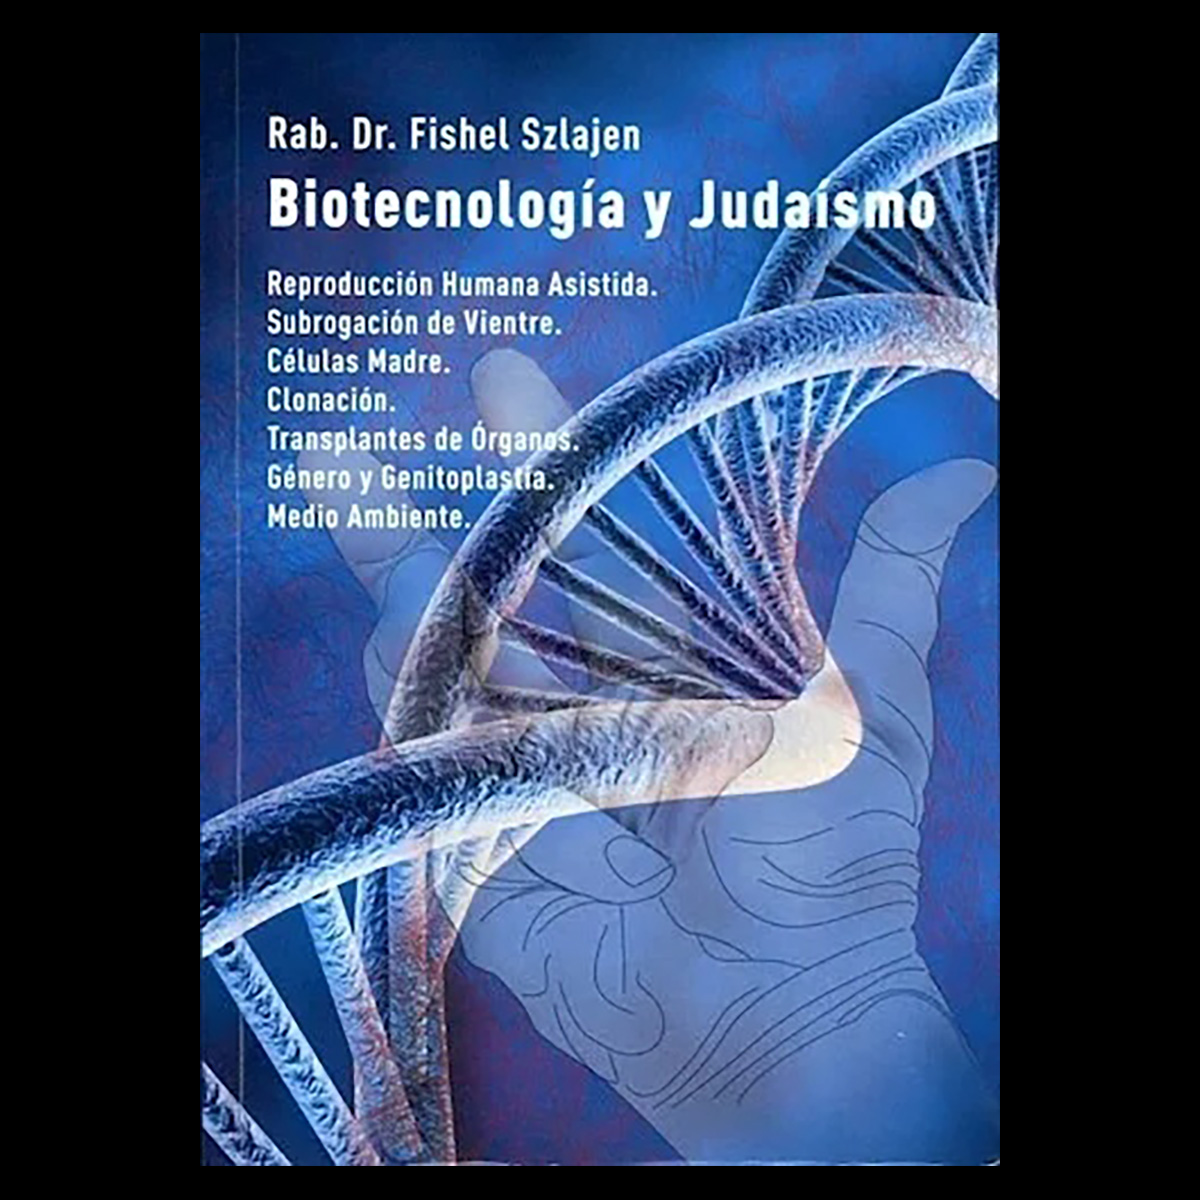 Rab. Dr. Fishel Szlajen
Biotecnología y Judaísmo
Reproducción Humana Asistida.
Subrogación de Vientre.
Células Madre.
Clonación.
Transplantes de Órganos.
Género y Genitoplastía.
Medio Ambiente.